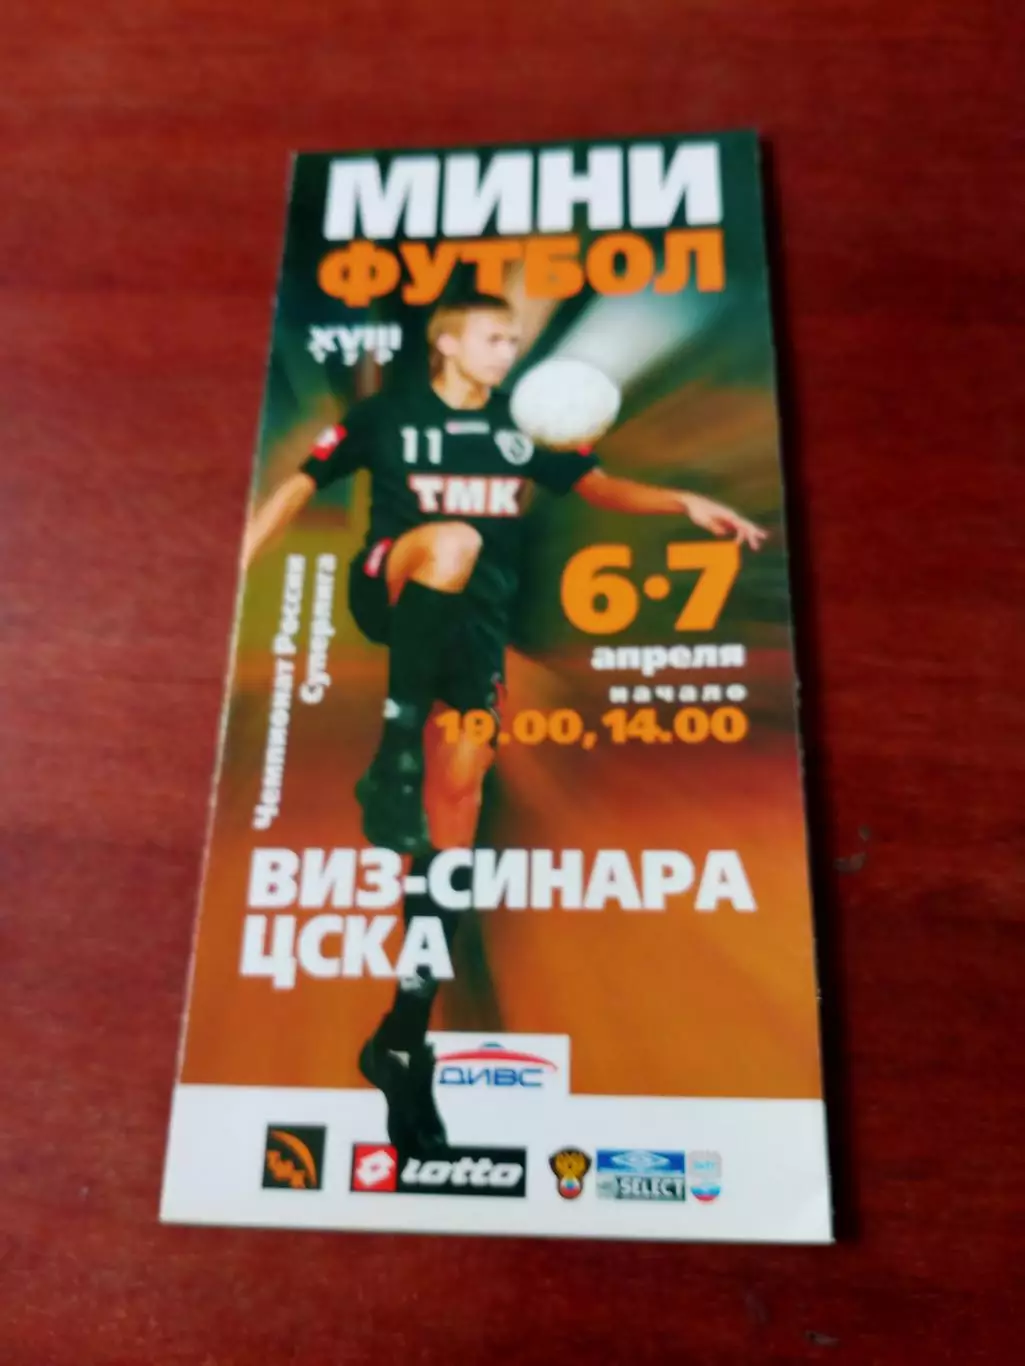 МИНИ
ФУТБОЛ
XVIII
11
ТМК
Чемпионат России
Суперлига
6•7
апреля
начало
19.00, 14.00
ВИЗ-СИНАРА
ЦСКА
ДИВС
ТМК
lotto
SELECT